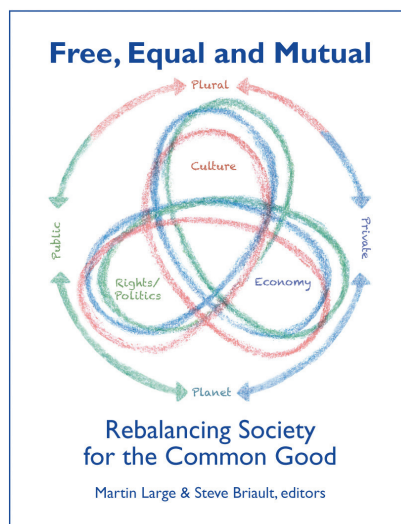 Free, Equal and Mutual
Plural
Culture
Public
Private
Rights/
Politics
Economy
Planet
Rebalancing Society
for the Common Good
Martin Large & Steve Briault, editors